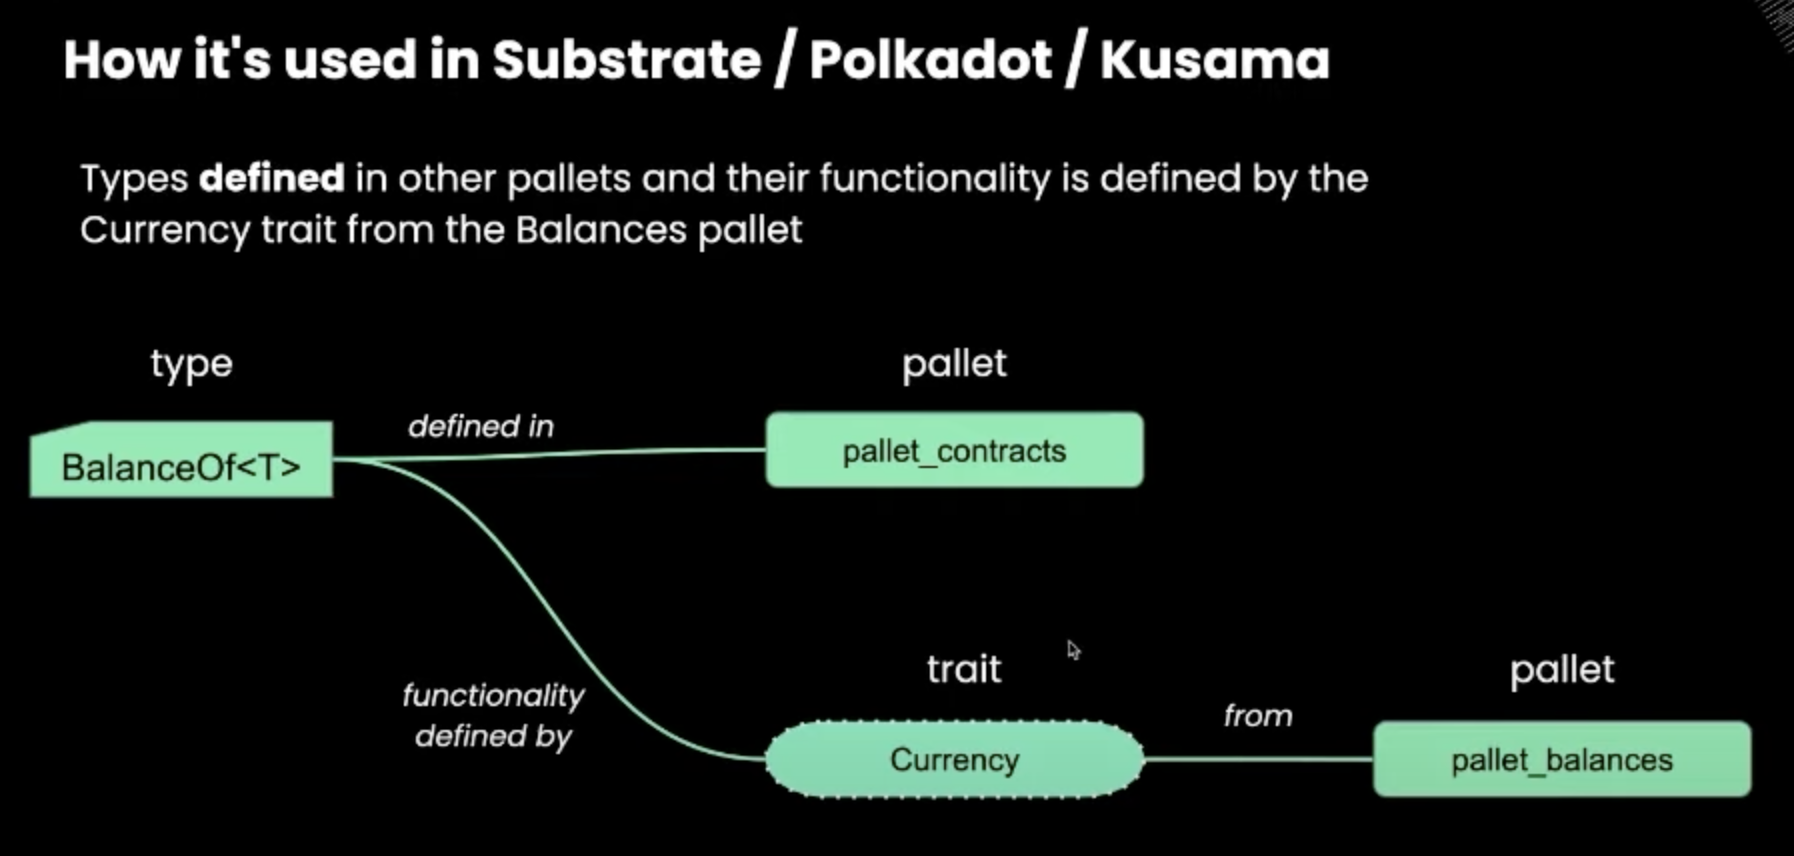 How it's used in Substrate / Polkadot / Kusama
Types defined in other pallets and their functionality is defined by the
Currency trait from the Balances pallet
type
pallet
defined in
BalanceOf<T>
pallet_contracts
trait
pallet
functionality
defined by
from
Currency
pallet_balances